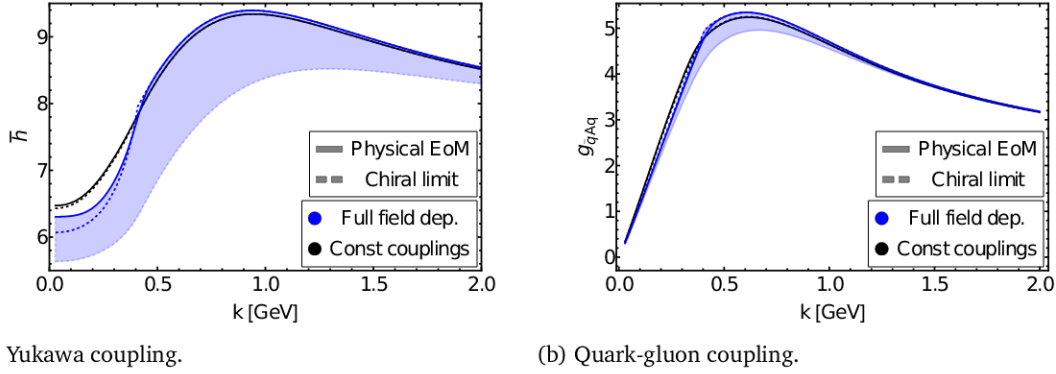 9
8
7
6
h̄
0.0 0.5 1.0 1.5 2.0
k [GeV]
Physical EoM
Chiral limit
Full field dep.
Const couplings
Yukawa coupling.
5
4
3
2
1
0
g_{q̄Aq}
0.0 0.5 1.0 1.5 2.0
k [GeV]
Physical EoM
Chiral limit
Full field dep.
Const couplings
(b) Quark-gluon coupling.